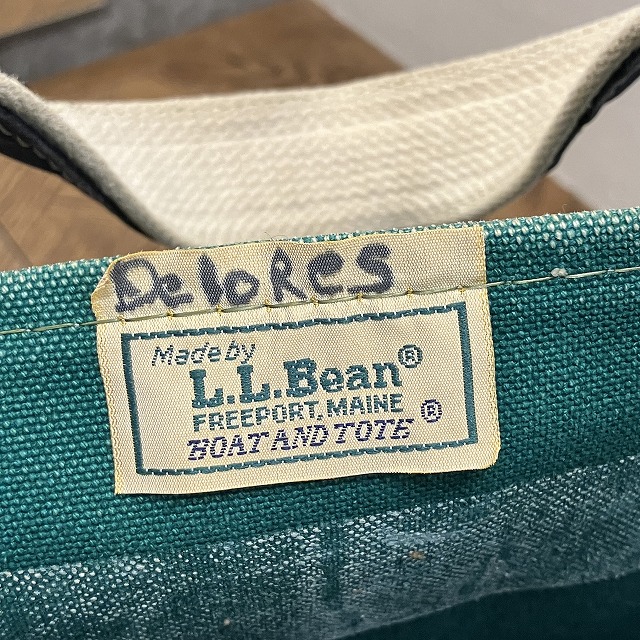 DeloRes
Made by
L.L.Bean®
FREEPORT, MAINE
BOAT AND TOTE ®